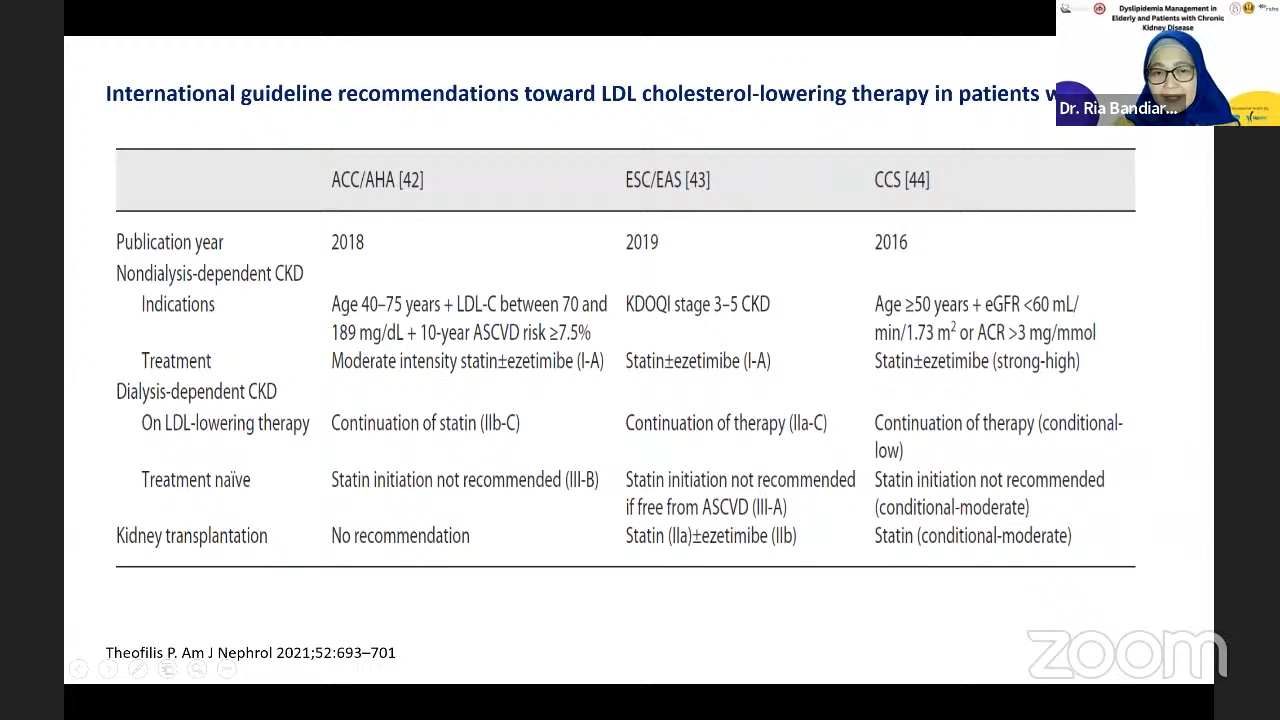 Dyslipidemia Management in
Elderly and Patients with Chronic
Kidney Disease
International guideline recommendations toward LDL cholesterol-lowering therapy in patients
Dr. Ria Bandiar...
ACC/AHA [42] ESC/EAS [43] CCS [44]
Publication year 2018 2019 2016
Nondialysis-dependent CKD
Indications Age 40–75 years + LDL-C between 70 and KDOQI stage 3–5 CKD Age ≥50 years + eGFR <60 mL/
189 mg/dL + 10-year ASCVD risk ≥7.5% min/1.73 m² or ACR >3 mg/mmol
Treatment Moderate intensity statin±ezetimibe (I-A) Statin±ezetimibe (I-A) Statin±ezetimibe (strong-high)
Dialysis-dependent CKD
On LDL-lowering therapy Continuation of statin (IIb-C) Continuation of therapy (IIa-C) Continuation of therapy (conditional-
low)
Treatment naïve Statin initiation not recommended (III-B) Statin initiation not recommended Statin initiation not recommended
if free from ASCVD (III-A) (conditional-moderate)
Kidney transplantation No recommendation Statin (IIa)±ezetimibe (IIb) Statin (conditional-moderate)
Theofilis P. Am J Nephrol 2021;52:693–701
zoom